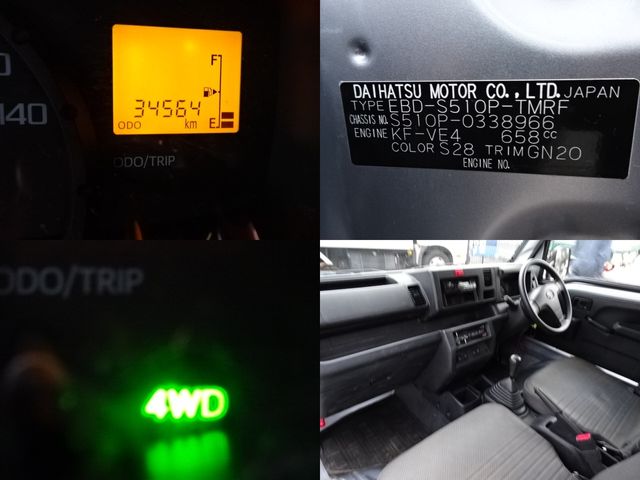 140
F
34564
ODO
km
E
ODO/TRIP
DAIHATSU MOTOR CO.,LTD. JAPAN
TYPE EBD-S510P-TMRF
CHASSIS NO. S510P-0338966
ENGINE KF-VE4 658cc
COLOR S28 TRIM GN20
ENGINE NO.
ODO/TRIP
4WD